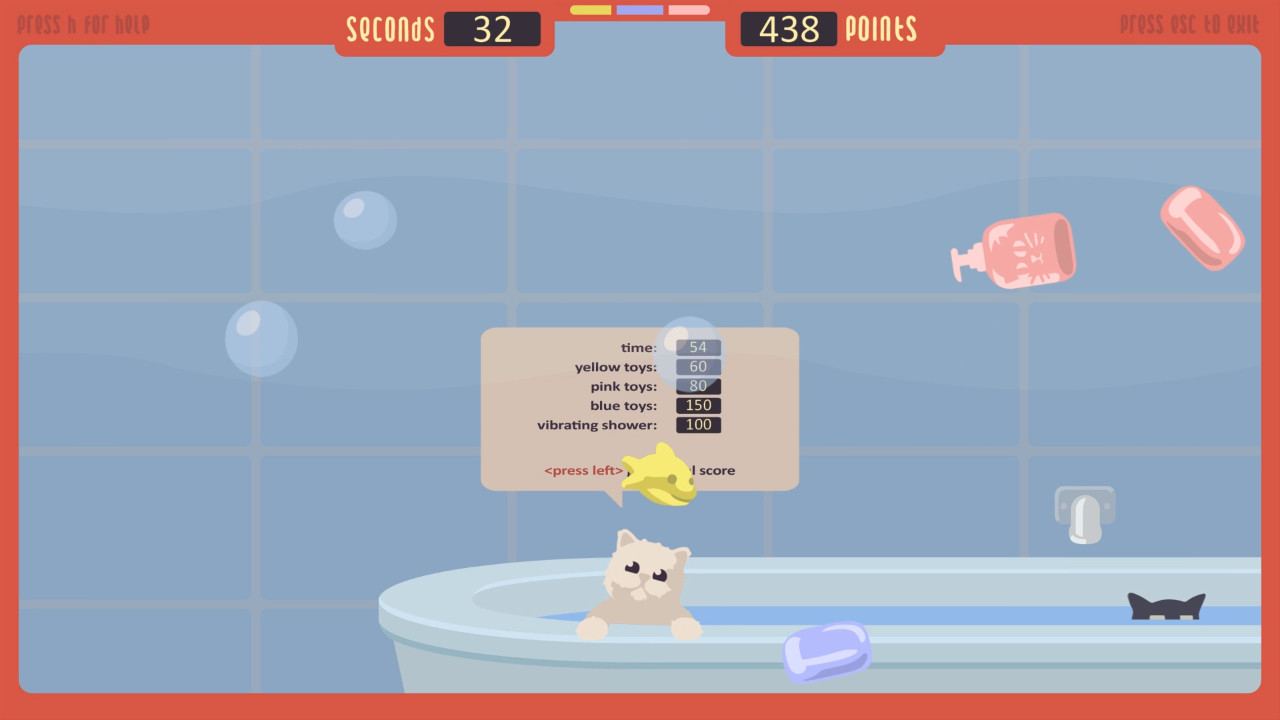 press h for help
seconds 32
438 points
press esc to exit
time: 54
yellow toys: 60
pink toys: 80
blue toys: 150
vibrating shower: 100
<press left> score